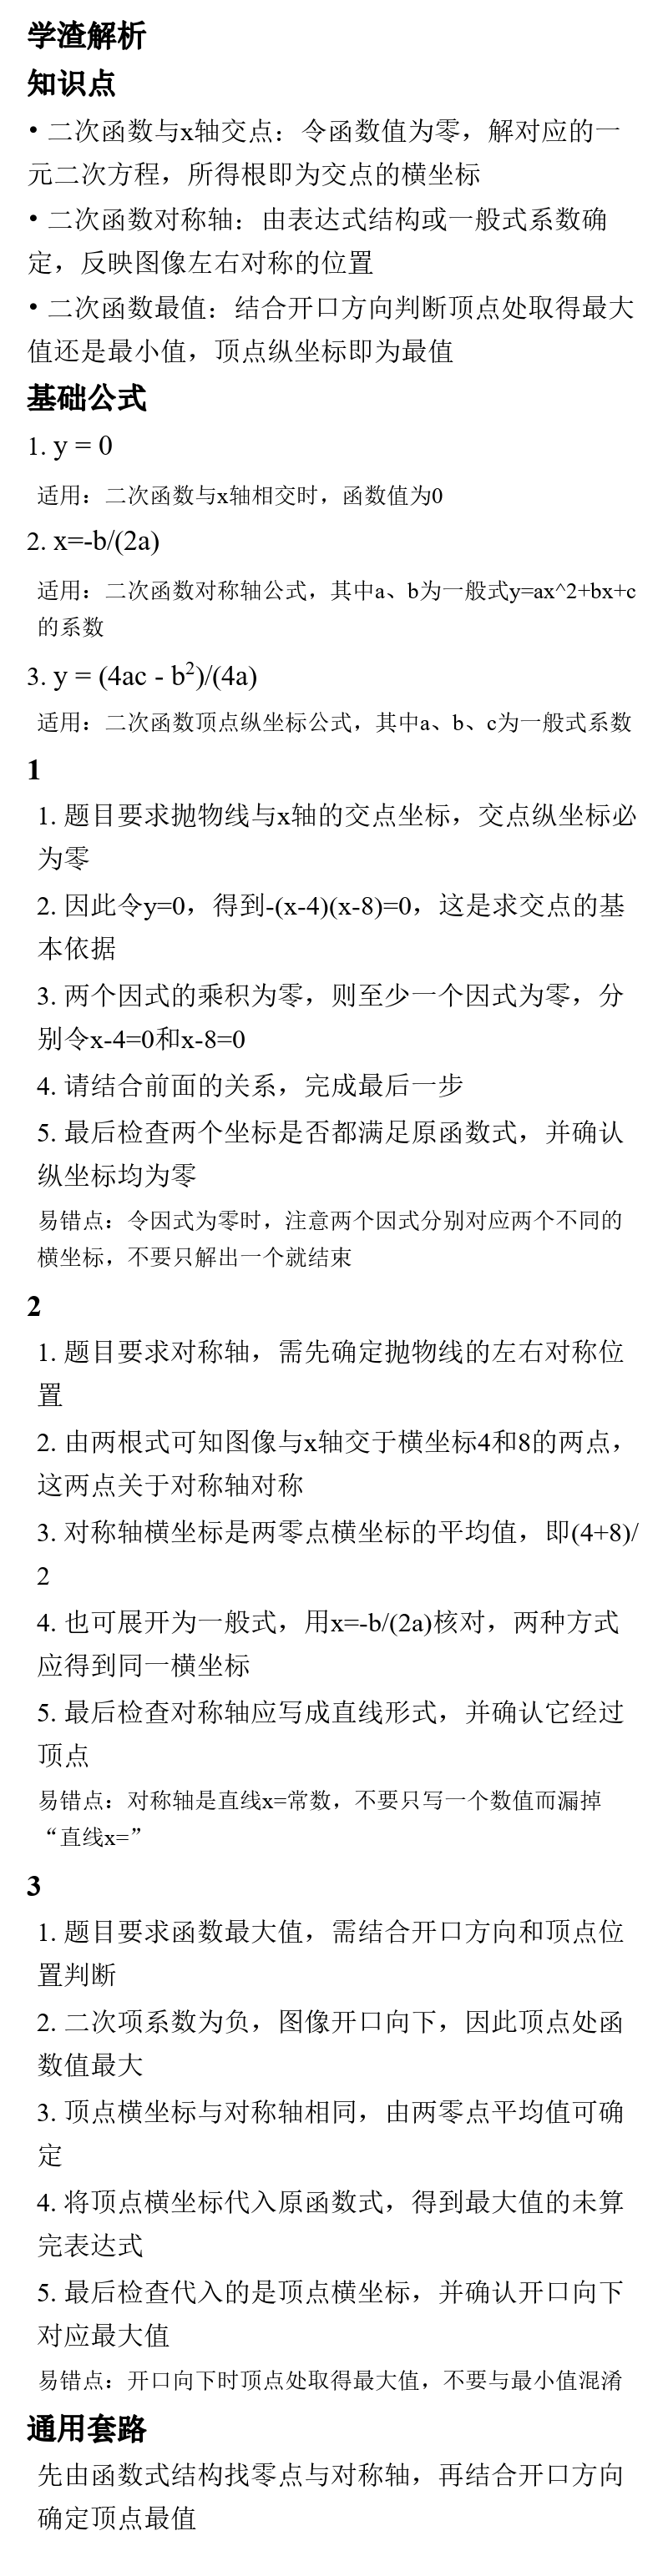 学渣解析
知识点
• 二次函数与x轴交点：令函数值为零，解对应的一
元二次方程，所得根即为交点的横坐标
• 二次函数对称轴：由表达式结构或一般式系数确
定，反映图像左右对称的位置
• 二次函数最值：结合开口方向判断顶点处取得最大
值还是最小值，顶点纵坐标即为最值
基础公式
1. y = 0
适用：二次函数与x轴相交时，函数值为0
2. x=-b/(2a)
适用：二次函数对称轴公式，其中a、b为一般式y=ax^2+bx+c
的系数
3. y = (4ac - b²)/(4a)
适用：二次函数顶点纵坐标公式，其中a、b、c为一般式系数
1
1. 题目要求抛物线与x轴的交点坐标，交点纵坐标必
为零
2. 因此令y=0，得到-(x-4)(x-8)=0，这是求交点的基
本依据
3. 两个因式的乘积为零，则至少一个因式为零，分
别令x-4=0和x-8=0
4. 请结合前面的关系，完成最后一步
5. 最后检查两个坐标是否都满足原函数式，并确认
纵坐标均为零
易错点：令因式为零时，注意两个因式分别对应两个不同的
横坐标，不要只解出一个就结束
2
1. 题目要求对称轴，需先确定抛物线的左右对称位
置
2. 由两根式可知图像与x轴交于横坐标4和8的两点，
这两点关于对称轴对称
3. 对称轴横坐标是两零点横坐标的平均值，即(4+8)/
2
4. 也可展开为一般式，用x=-b/(2a)核对，两种方式
应得到同一横坐标
5. 最后检查对称轴应写成直线形式，并确认它经过
顶点
易错点：对称轴是直线x=常数，不要只写一个数值而漏掉
“直线x=”
3
1. 题目要求函数最大值，需结合开口方向和顶点位
置判断
2. 二次项系数为负，图像开口向下，因此顶点处函
数值最大
3. 顶点横坐标与对称轴相同，由两零点平均值可确
定
4. 将顶点横坐标代入原函数式，得到最大值的未算
完表达式
5. 最后检查代入的是顶点横坐标，并确认开口向下
对应最大值
易错点：开口向下时顶点处取得最大值，不要与最小值混淆
通用套路
先由函数式结构找零点与对称轴，再结合开口方向
确定顶点最值